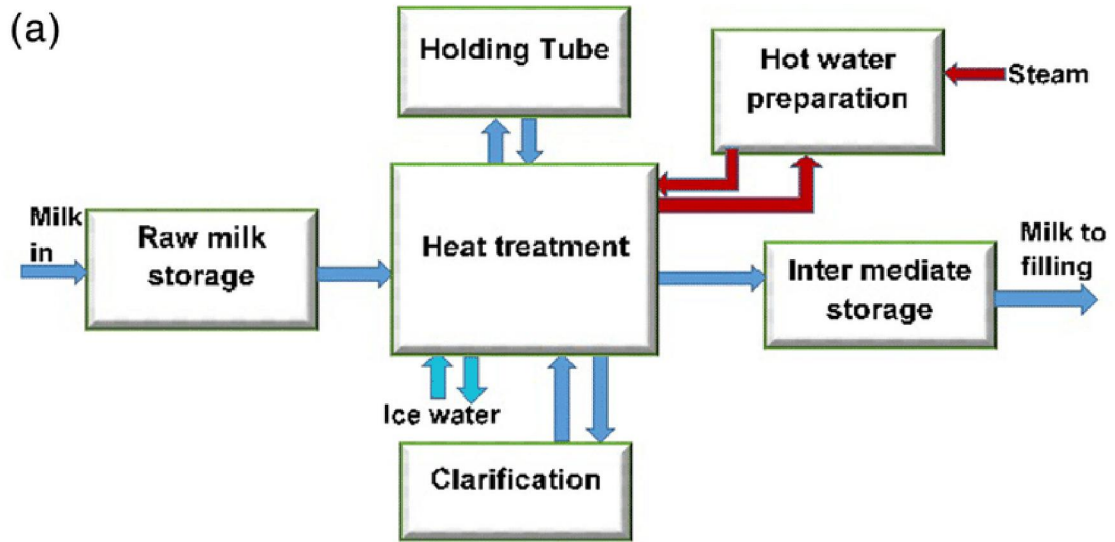 (a)
Holding Tube
Hot water
preparation
Steam
Milk
in
Raw milk
storage
Heat treatment
Milk to
filling
Inter mediate
storage
Ice water
Clarification